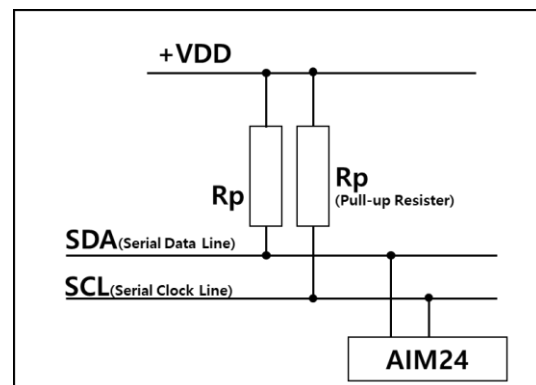 +VDD
Rp
Rp
(Pull-up Resister)
SDA(Serial Data Line)
SCL(Serial Clock Line)
AIM24